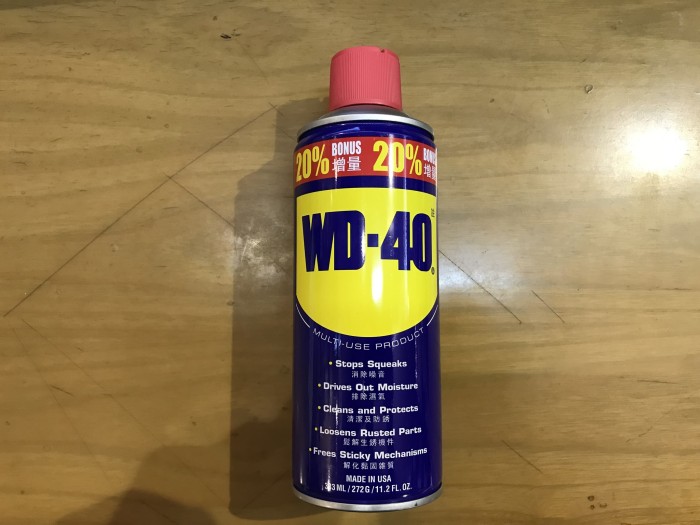 20% BONUS 增量 20% BONUS 增量
WD-40®
MULTI-USE PRODUCT
• Stops Squeaks
消除噪音
• Drives Out Moisture
排除濕氣
• Cleans and Protects
清潔及防銹
• Loosens Rusted Parts
鬆解生銹機件
• Frees Sticky Mechanisms
解化黏固雜質
MADE IN USA
333 ML / 272 G / 11.2 FL. OZ.